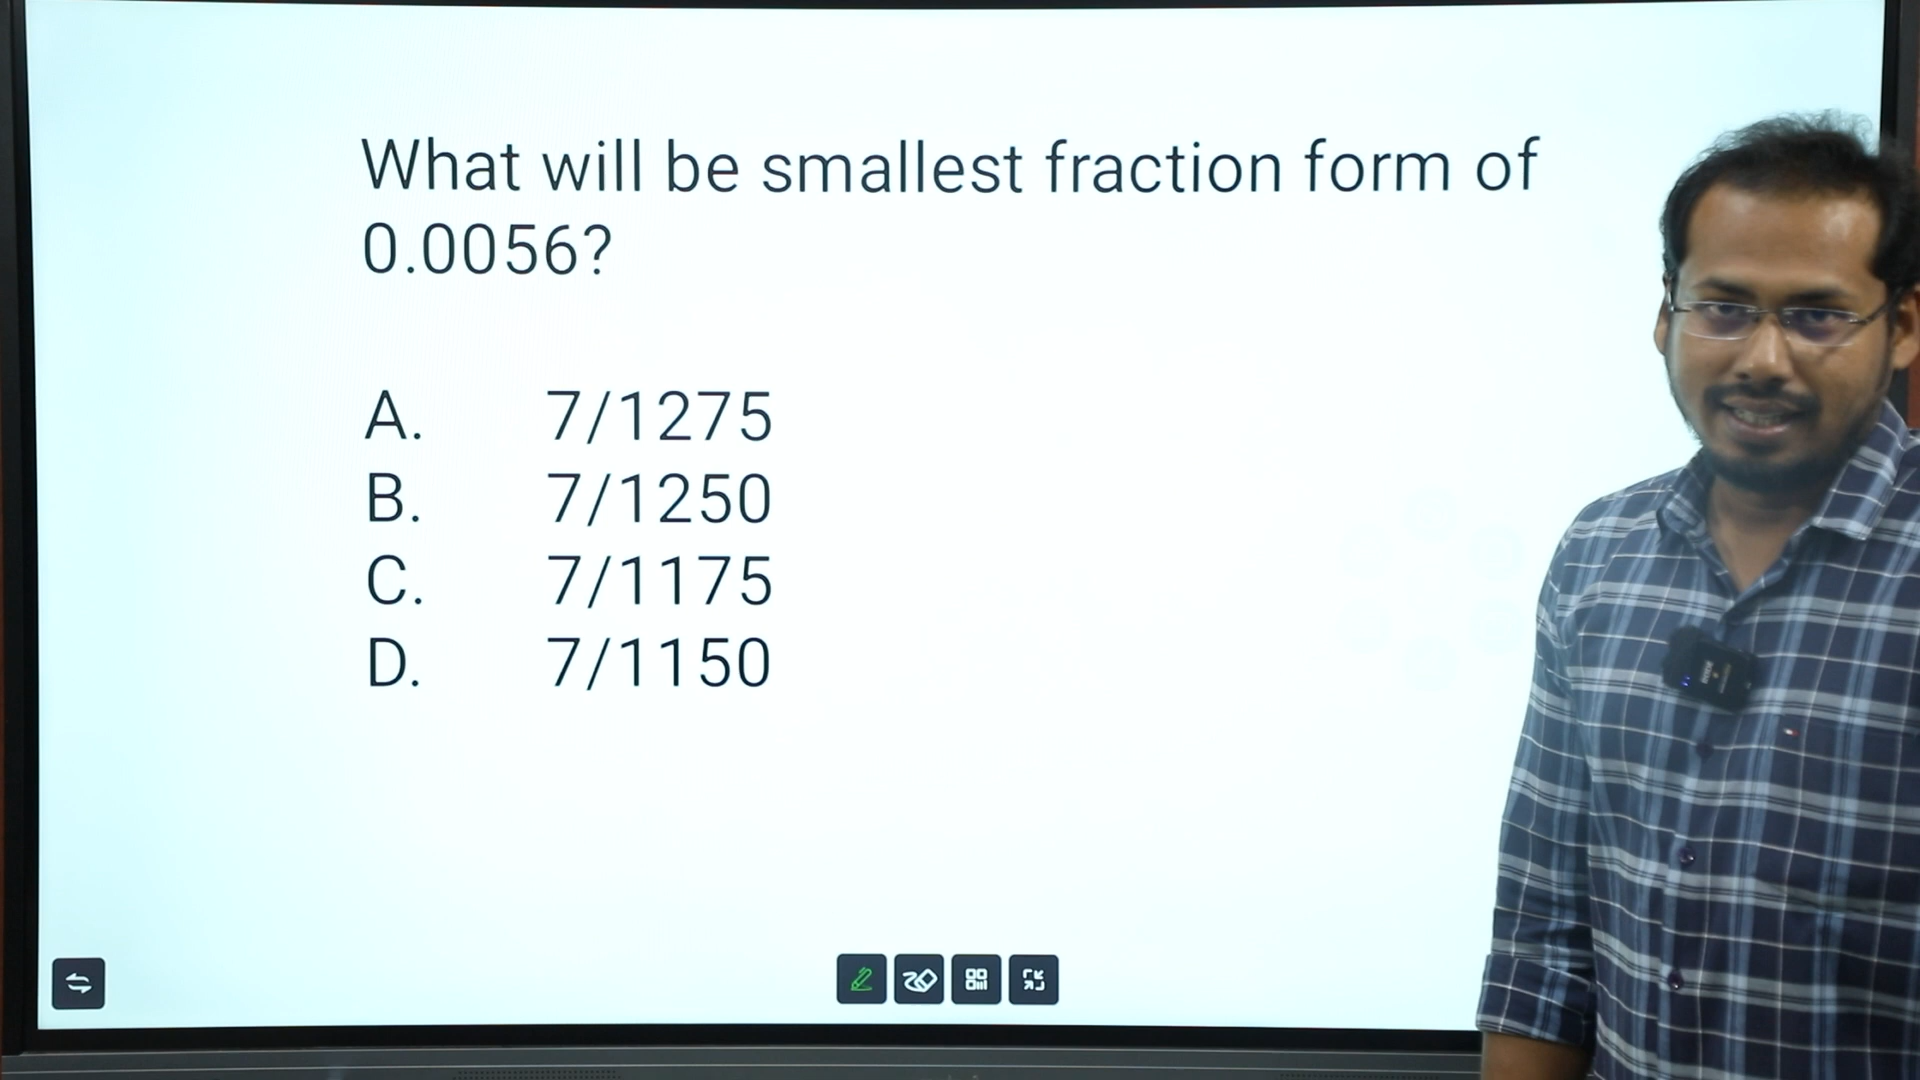 What will be smallest fraction form of
0.0056?
A. 7/1275
B. 7/1250
C. 7/1175
D. 7/1150